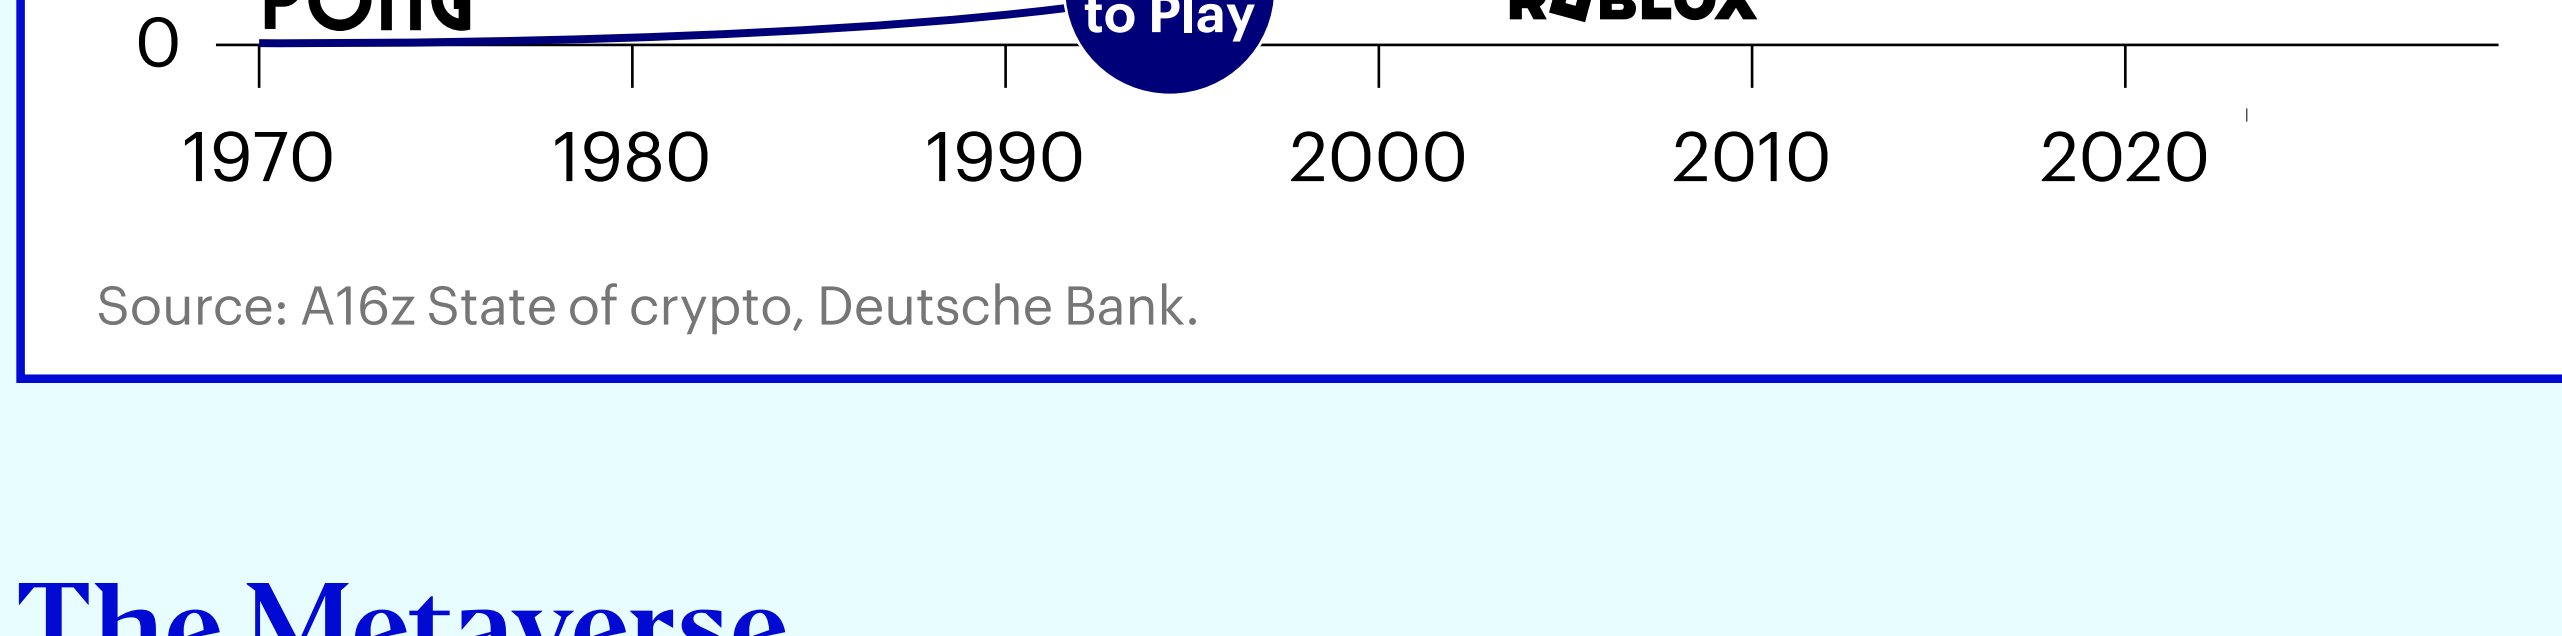 PONG
to Play
ROBLOX
0
1970 1980 1990 2000 2010 2020
Source: A16z State of crypto, Deutsche Bank.
The Metaverse